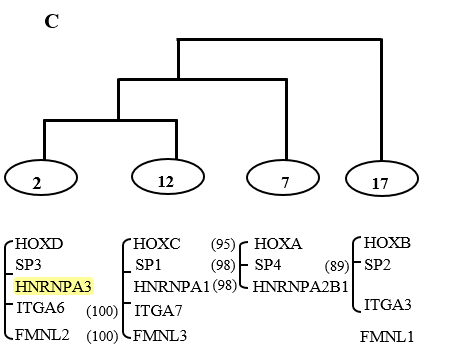 C
2 12 7 17
HOXD HOXC (95) HOXA HOXB
SP3 SP1 (98) SP4 (89) SP2
HNRNPA3 HNRNPA1 (98) HNRNPA2B1
ITGA6 (100) ITGA7 ITGA3
FMNL2 (100) FMNL3 FMNL1